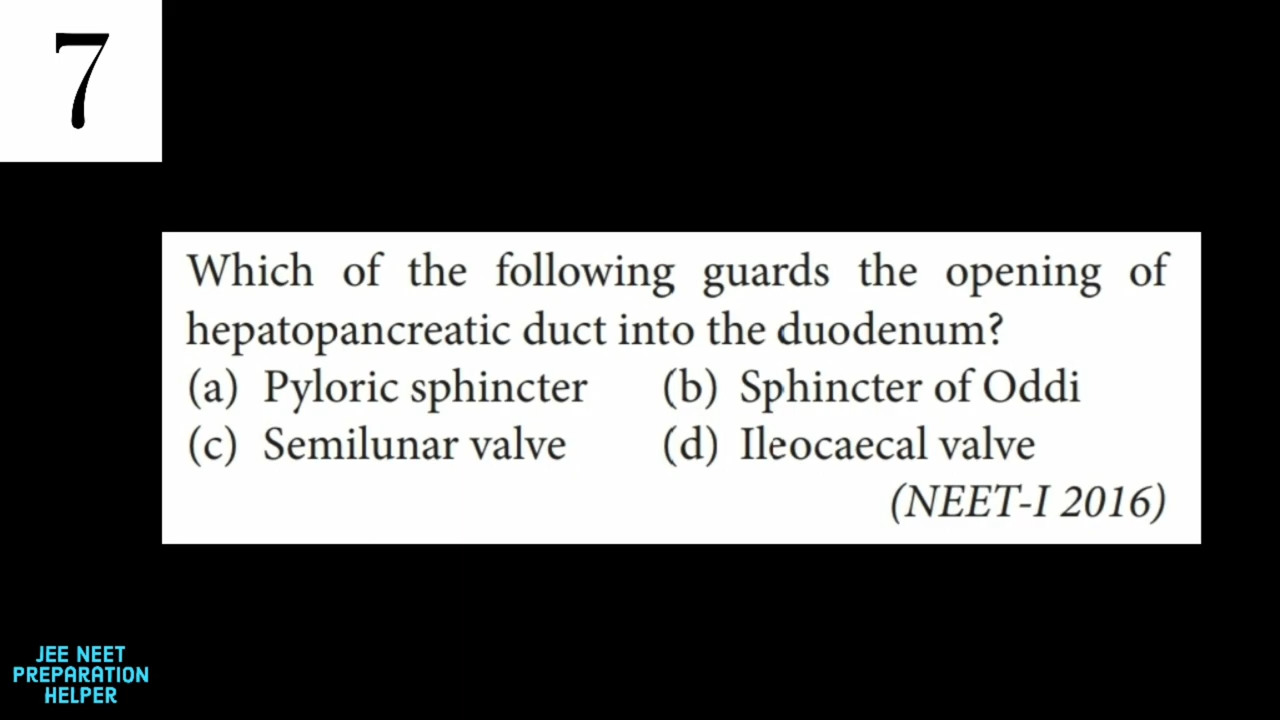 7
Which of the following guards the opening of
hepatopancreatic duct into the duodenum?
(a) Pyloric sphincter (b) Sphincter of Oddi
(c) Semilunar valve (d) Ileocaecal valve
(NEET-I 2016)
JEE NEET
PREPARATION
HELPER